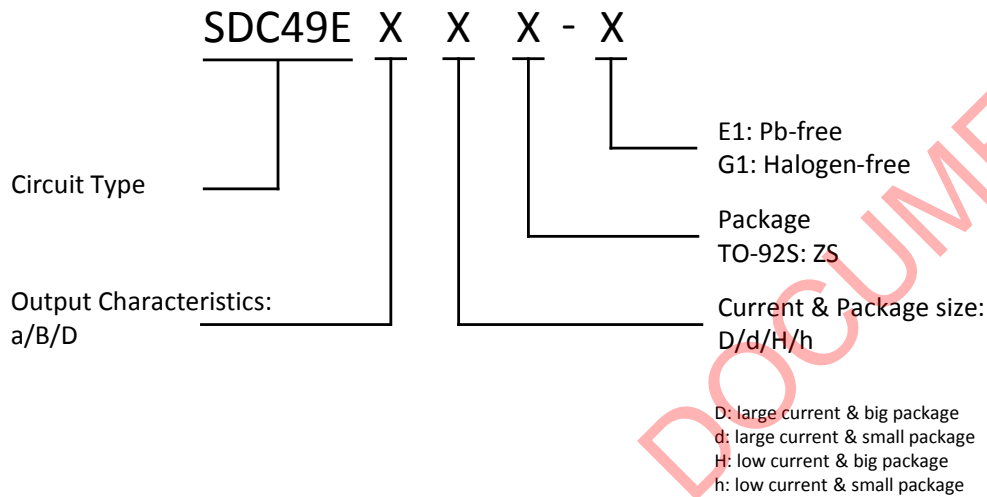 SDC49E X X X - X
E1: Pb-free
G1: Halogen-free
Circuit Type
Package
TO-92S: ZS
Output Characteristics:
a/B/D
Current & Package size:
D/d/H/h
D: large current & big package
d: large current & small package
H: low current & big package
h: low current & small package